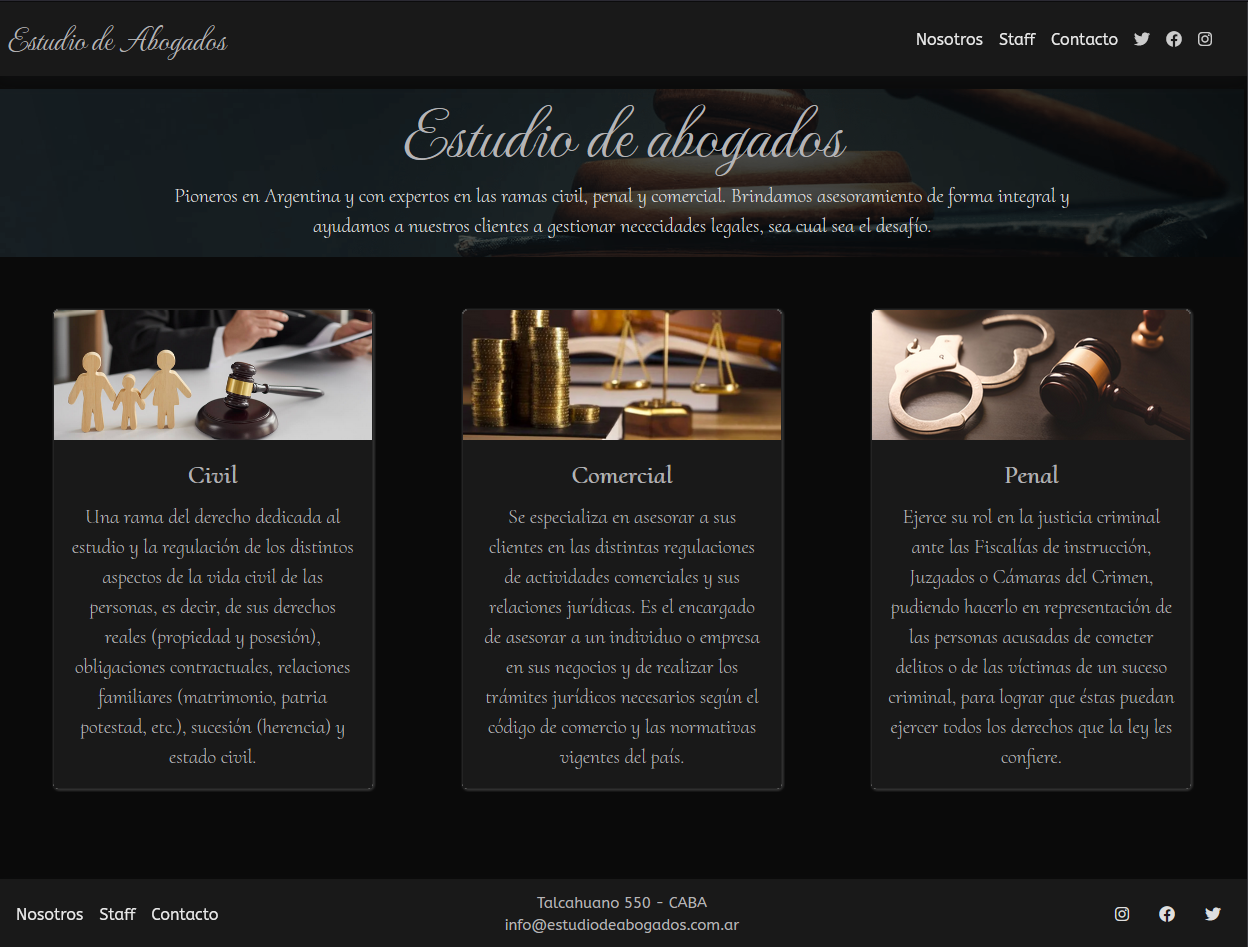 Estudio de Abogados
Nosotros Staff Contacto
Estudio de abogados
Pioneros en Argentina y con expertos en las ramas civil, penal y comercial. Brindamos asesoramiento de forma integral y
ayudamos a nuestros clientes a gestionar nececidades legales, sea cual sea el desafío.
Civil
Una rama del derecho dedicada al
estudio y la regulación de los distintos
aspectos de la vida civil de las
personas, es decir, de sus derechos
reales (propiedad y posesión),
obligaciones contractuales, relaciones
familiares (matrimonio, patria
potestad, etc.), sucesión (herencia) y
estado civil.
Comercial
Se especializa en asesorar a sus
clientes en las distintas regulaciones
de actividades comerciales y sus
relaciones jurídicas. Es el encargado
de asesorar a un individuo o empresa
en sus negocios y de realizar los
trámites jurídicos necesarios según el
código de comercio y las normativas
vigentes del país.
Penal
Ejerce su rol en la justicia criminal
ante las Fiscalías de instrucción,
Juzgados o Cámaras del Crimen,
pudiendo hacerlo en representación de
las personas acusadas de cometer
delitos o de las víctimas de un suceso
criminal, para lograr que éstas puedan
ejercer todos los derechos que la ley les
confiere.
Nosotros Staff Contacto
Talcahuano 550 - CABA
info@estudiodeabogados.com.ar